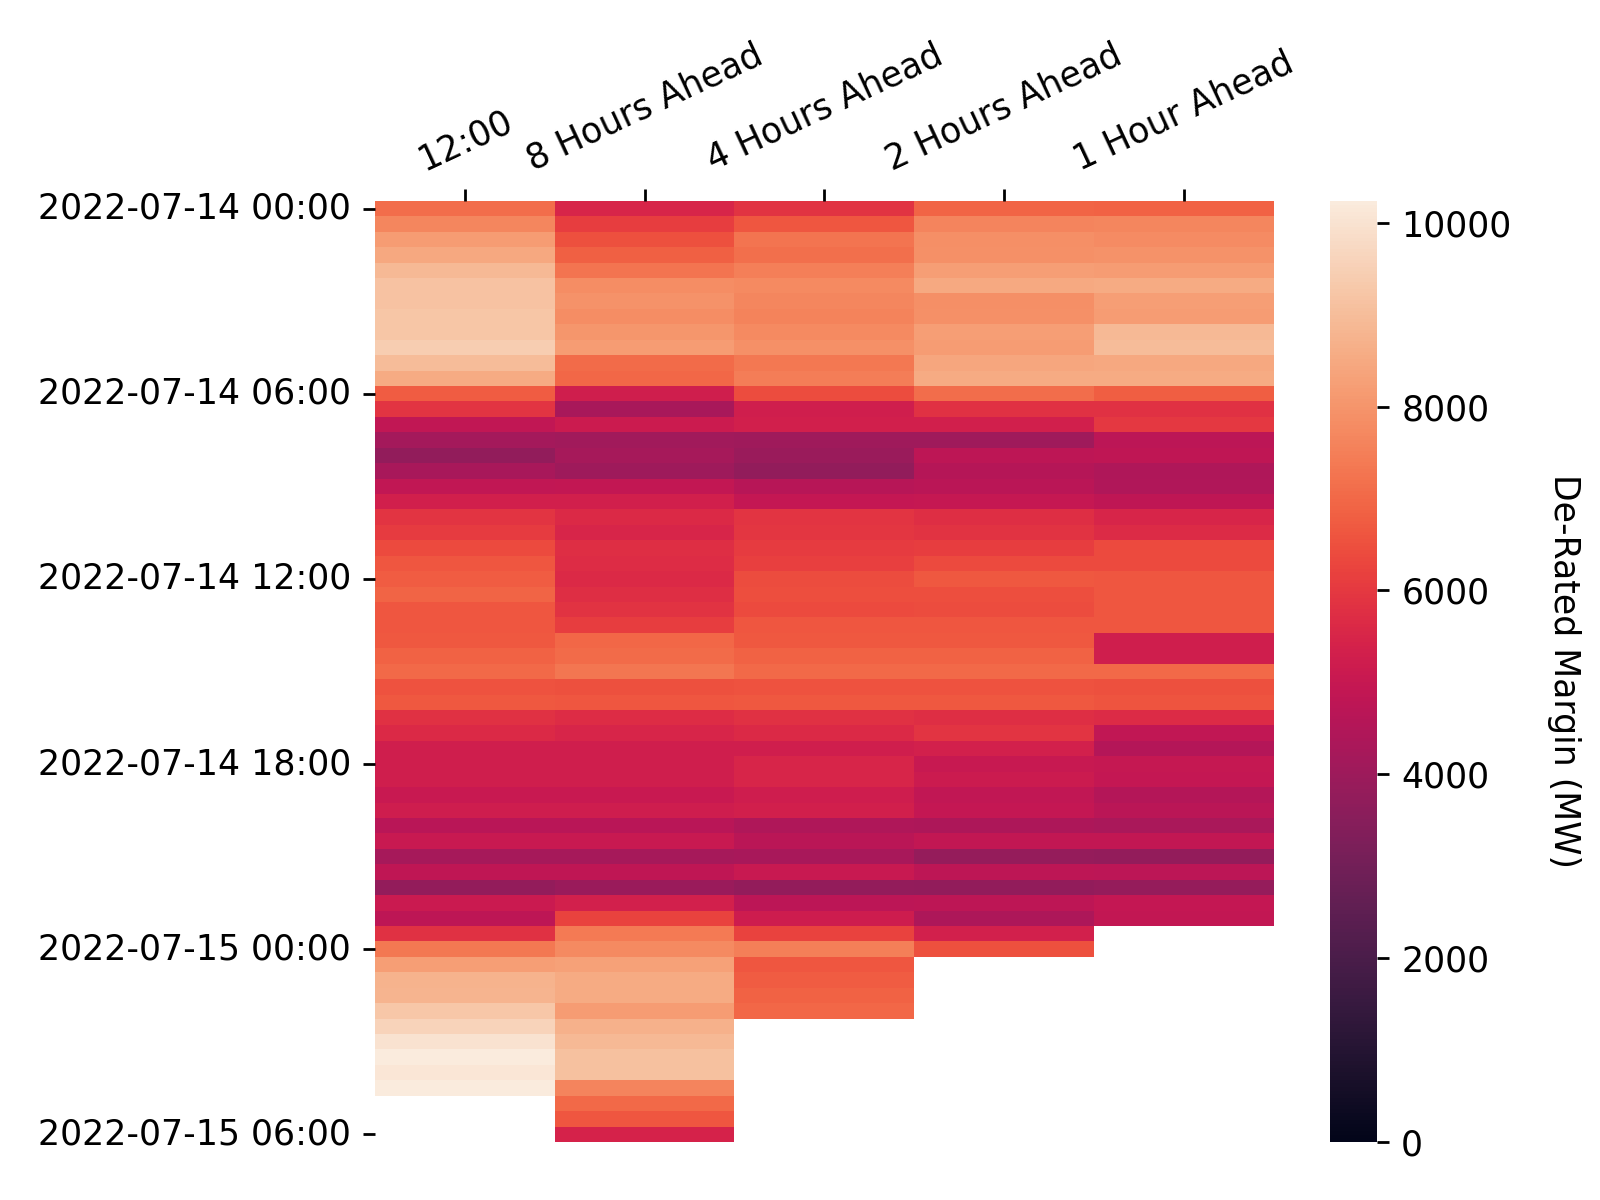 12:00
8 Hours Ahead
4 Hours Ahead
2 Hours Ahead
1 Hour Ahead
2022-07-14 00:00
2022-07-14 06:00
2022-07-14 12:00
2022-07-14 18:00
2022-07-15 00:00
2022-07-15 06:00
10000
8000
6000
4000
2000
0
De-Rated Margin (MW)